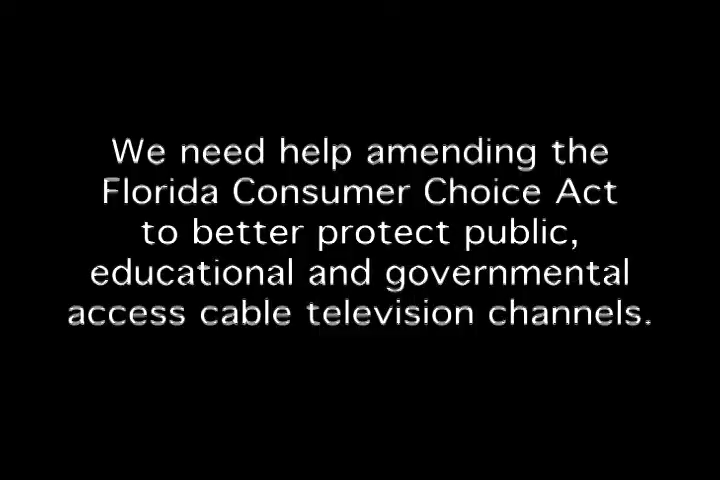 We need help amending the
Florida Consumer Choice Act
to better protect public,
educational and governmental
access cable television channels.